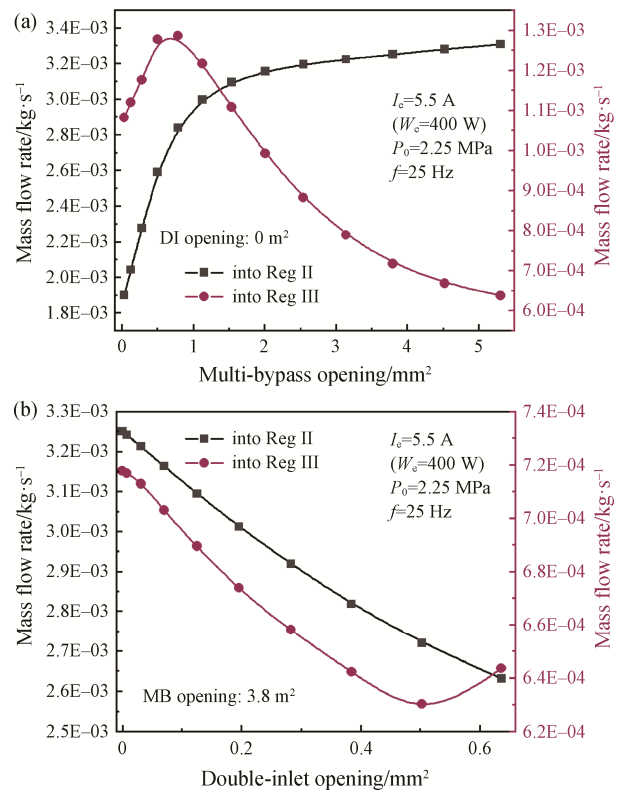 (a)
3.4E−03
3.2E−03
3.0E−03
2.8E−03
2.6E−03
2.4E−03
2.2E−03
2.0E−03
1.8E−03
Mass flow rate/kg·s⁻¹
Iₑ=5.5 A
(Wₑ=400 W)
P₀=2.25 MPa
f=25 Hz
DI opening: 0 m²
into Reg II
into Reg III
1.3E−03
1.2E−03
1.1E−03
1.0E−03
9.0E−04
8.0E−04
7.0E−04
6.0E−04
Mass flow rate/kg·s⁻¹
0 1 2 3 4 5
Multi-bypass opening/mm²
(b)
3.3E−03
3.2E−03
3.1E−03
3.0E−03
2.9E−03
2.8E−03
2.7E−03
2.6E−03
2.5E−03
Mass flow rate/kg·s⁻¹
into Reg II
into Reg III
Iₑ=5.5 A
(Wₑ=400 W)
P₀=2.25 MPa
f=25 Hz
MB opening: 3.8 m²
7.4E−04
7.2E−04
7.0E−04
6.8E−04
6.6E−04
6.4E−04
6.2E−04
Mass flow rate/kg·s⁻¹
0 0.2 0.4 0.6
Double-inlet opening/mm²